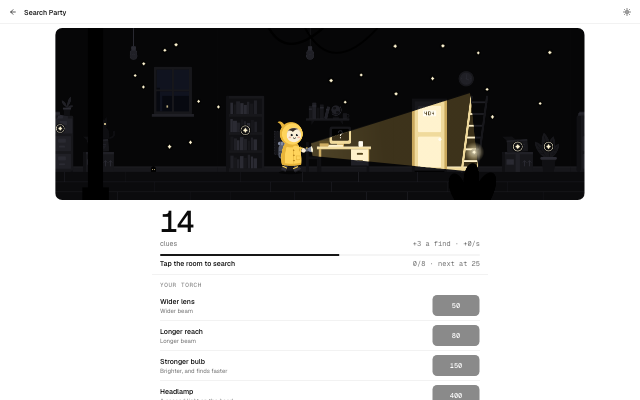 Search Party
404
?
14
clues
+3 a find · +0/s
Tap the room to search
0/8 · next at 25
YOUR TORCH
Wider lens
Wider beam
50
Longer reach
Longer beam
80
Stronger bulb
Brighter, and finds faster
150
Headlamp
400